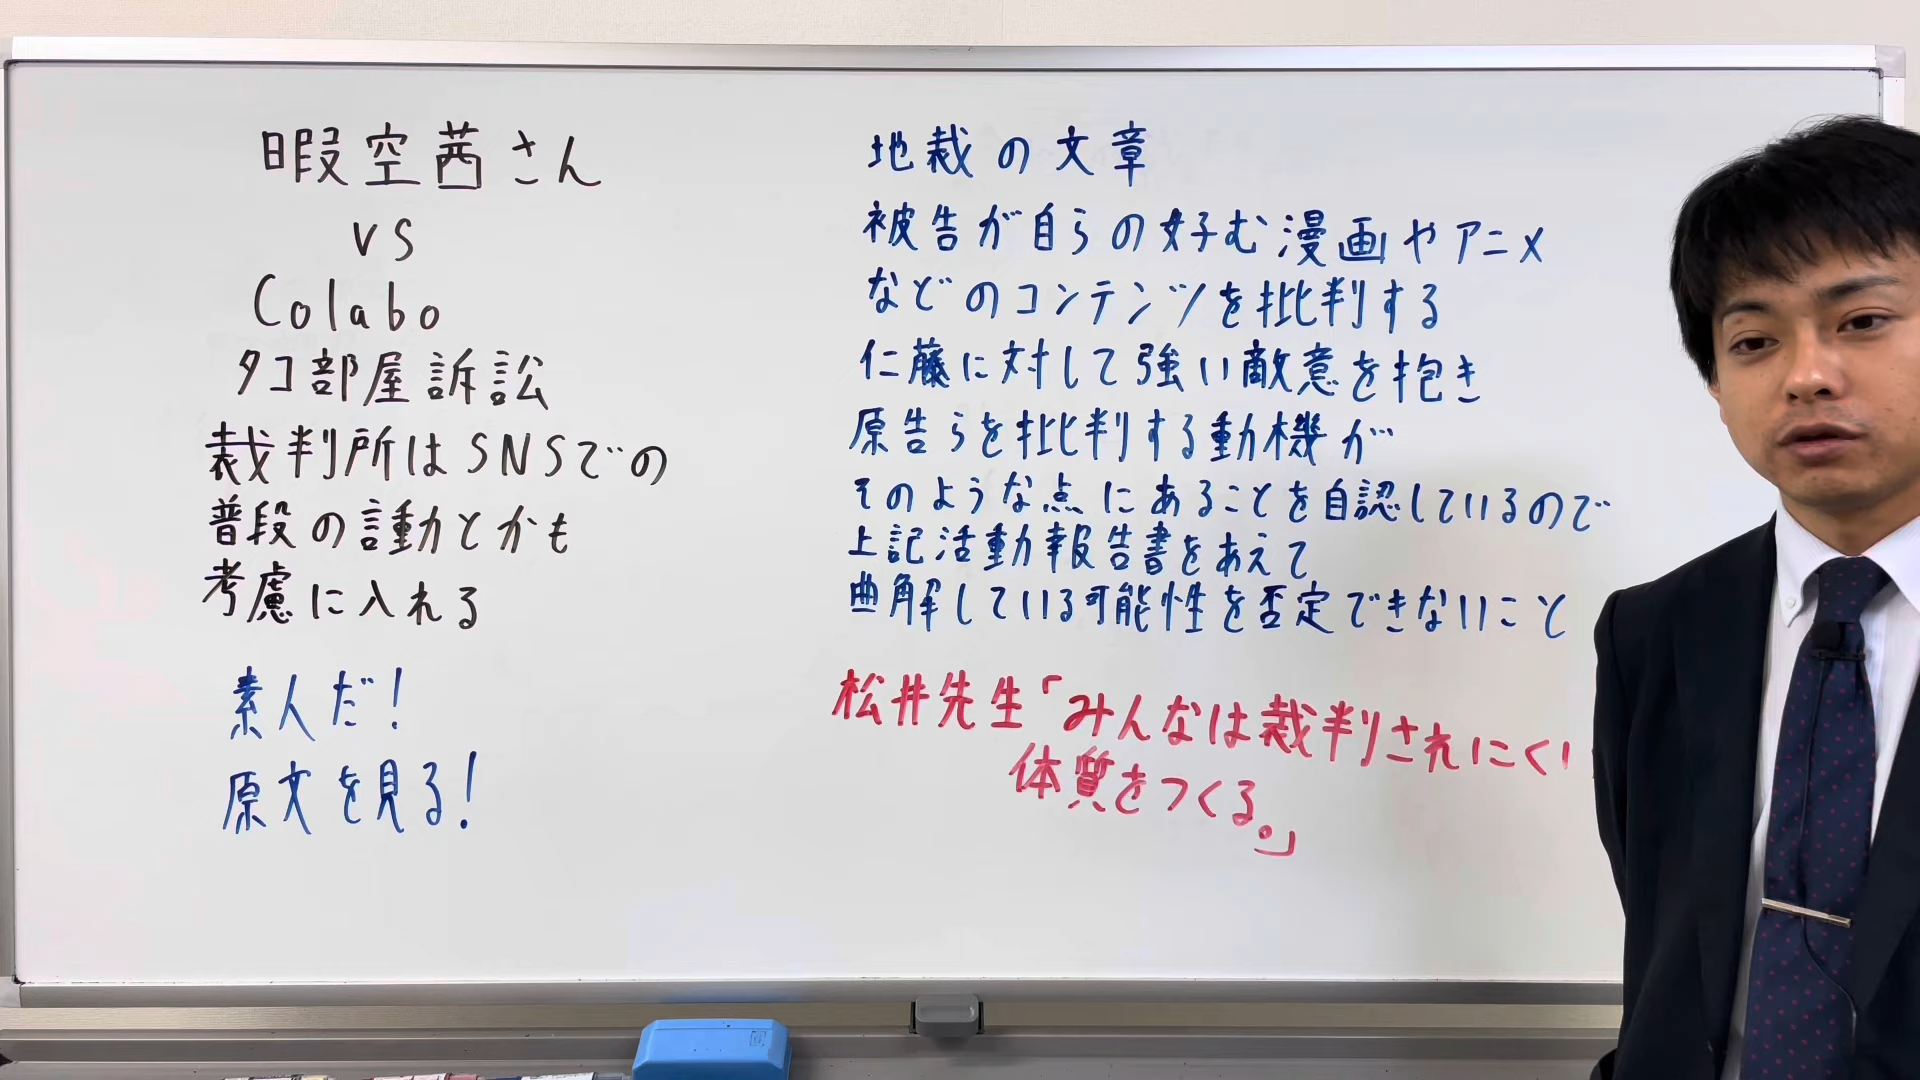 暇空茜さん
vs
Colabo
タコ部屋訴訟
裁判所はSNSでの
普段の言動とかも
考慮に入れる
素人だ!
原文を見る!
地裁の文章
被告が自らの好む漫画やアニメ
などのコンテンツを批判する
仁藤に対して強い敵意を抱き
原告らを批判する動機が
そのような点にあることを自認しているので
上記活動報告書をあえて
曲解している可能性を否定できないこと
松井先生「みんなは裁判されにくい
体質をつくる。」